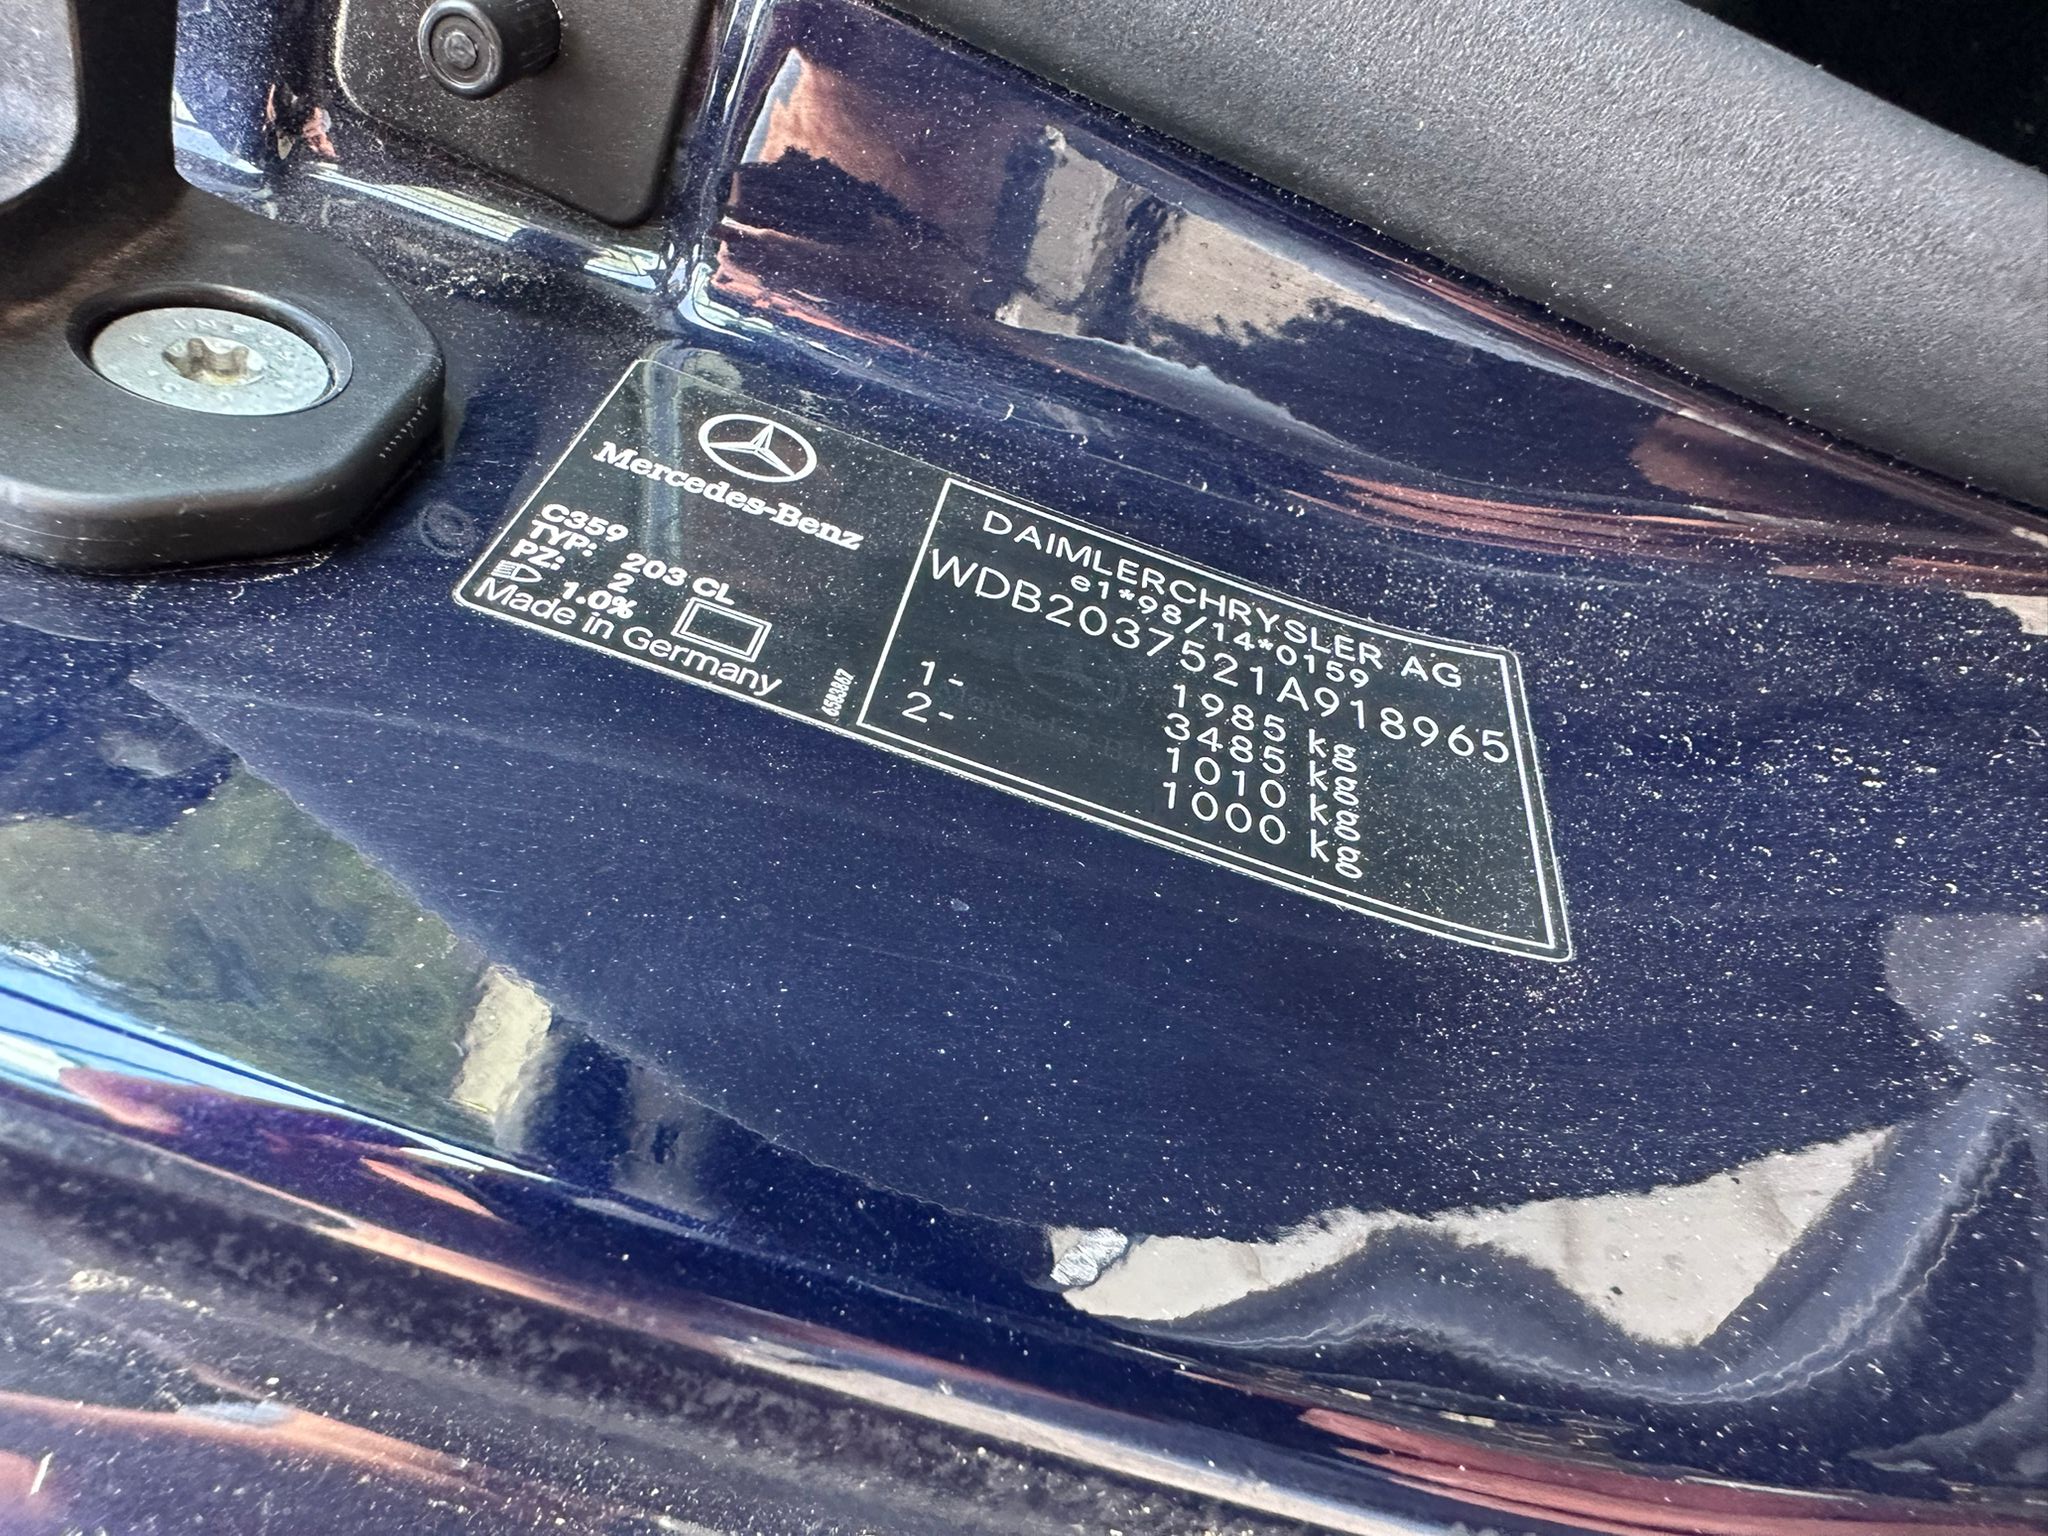 Mercedes-Benz
C359
TYP: 203 CL
PZ: 2
1.0%
Made in Germany
6583867
DAIMLERCHRYSLER AG
e1*98/14*0159
WDB2037521A918965
1985 kg
3485 kg
1- 1010 kg
2- 1000 kg